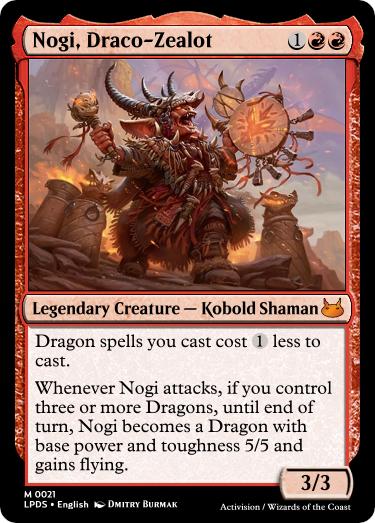 Nogi, Draco-Zealot 1
Legendary Creature — Kobold Shaman
Dragon spells you cast cost 1 less to
cast.
Whenever Nogi attacks, if you control
three or more Dragons, until end of
turn, Nogi becomes a Dragon with
base power and toughness 5/5 and
gains flying.
3/3
M 0021
LPDS • English Dmitry Burmak
Activision / Wizards of the Coast